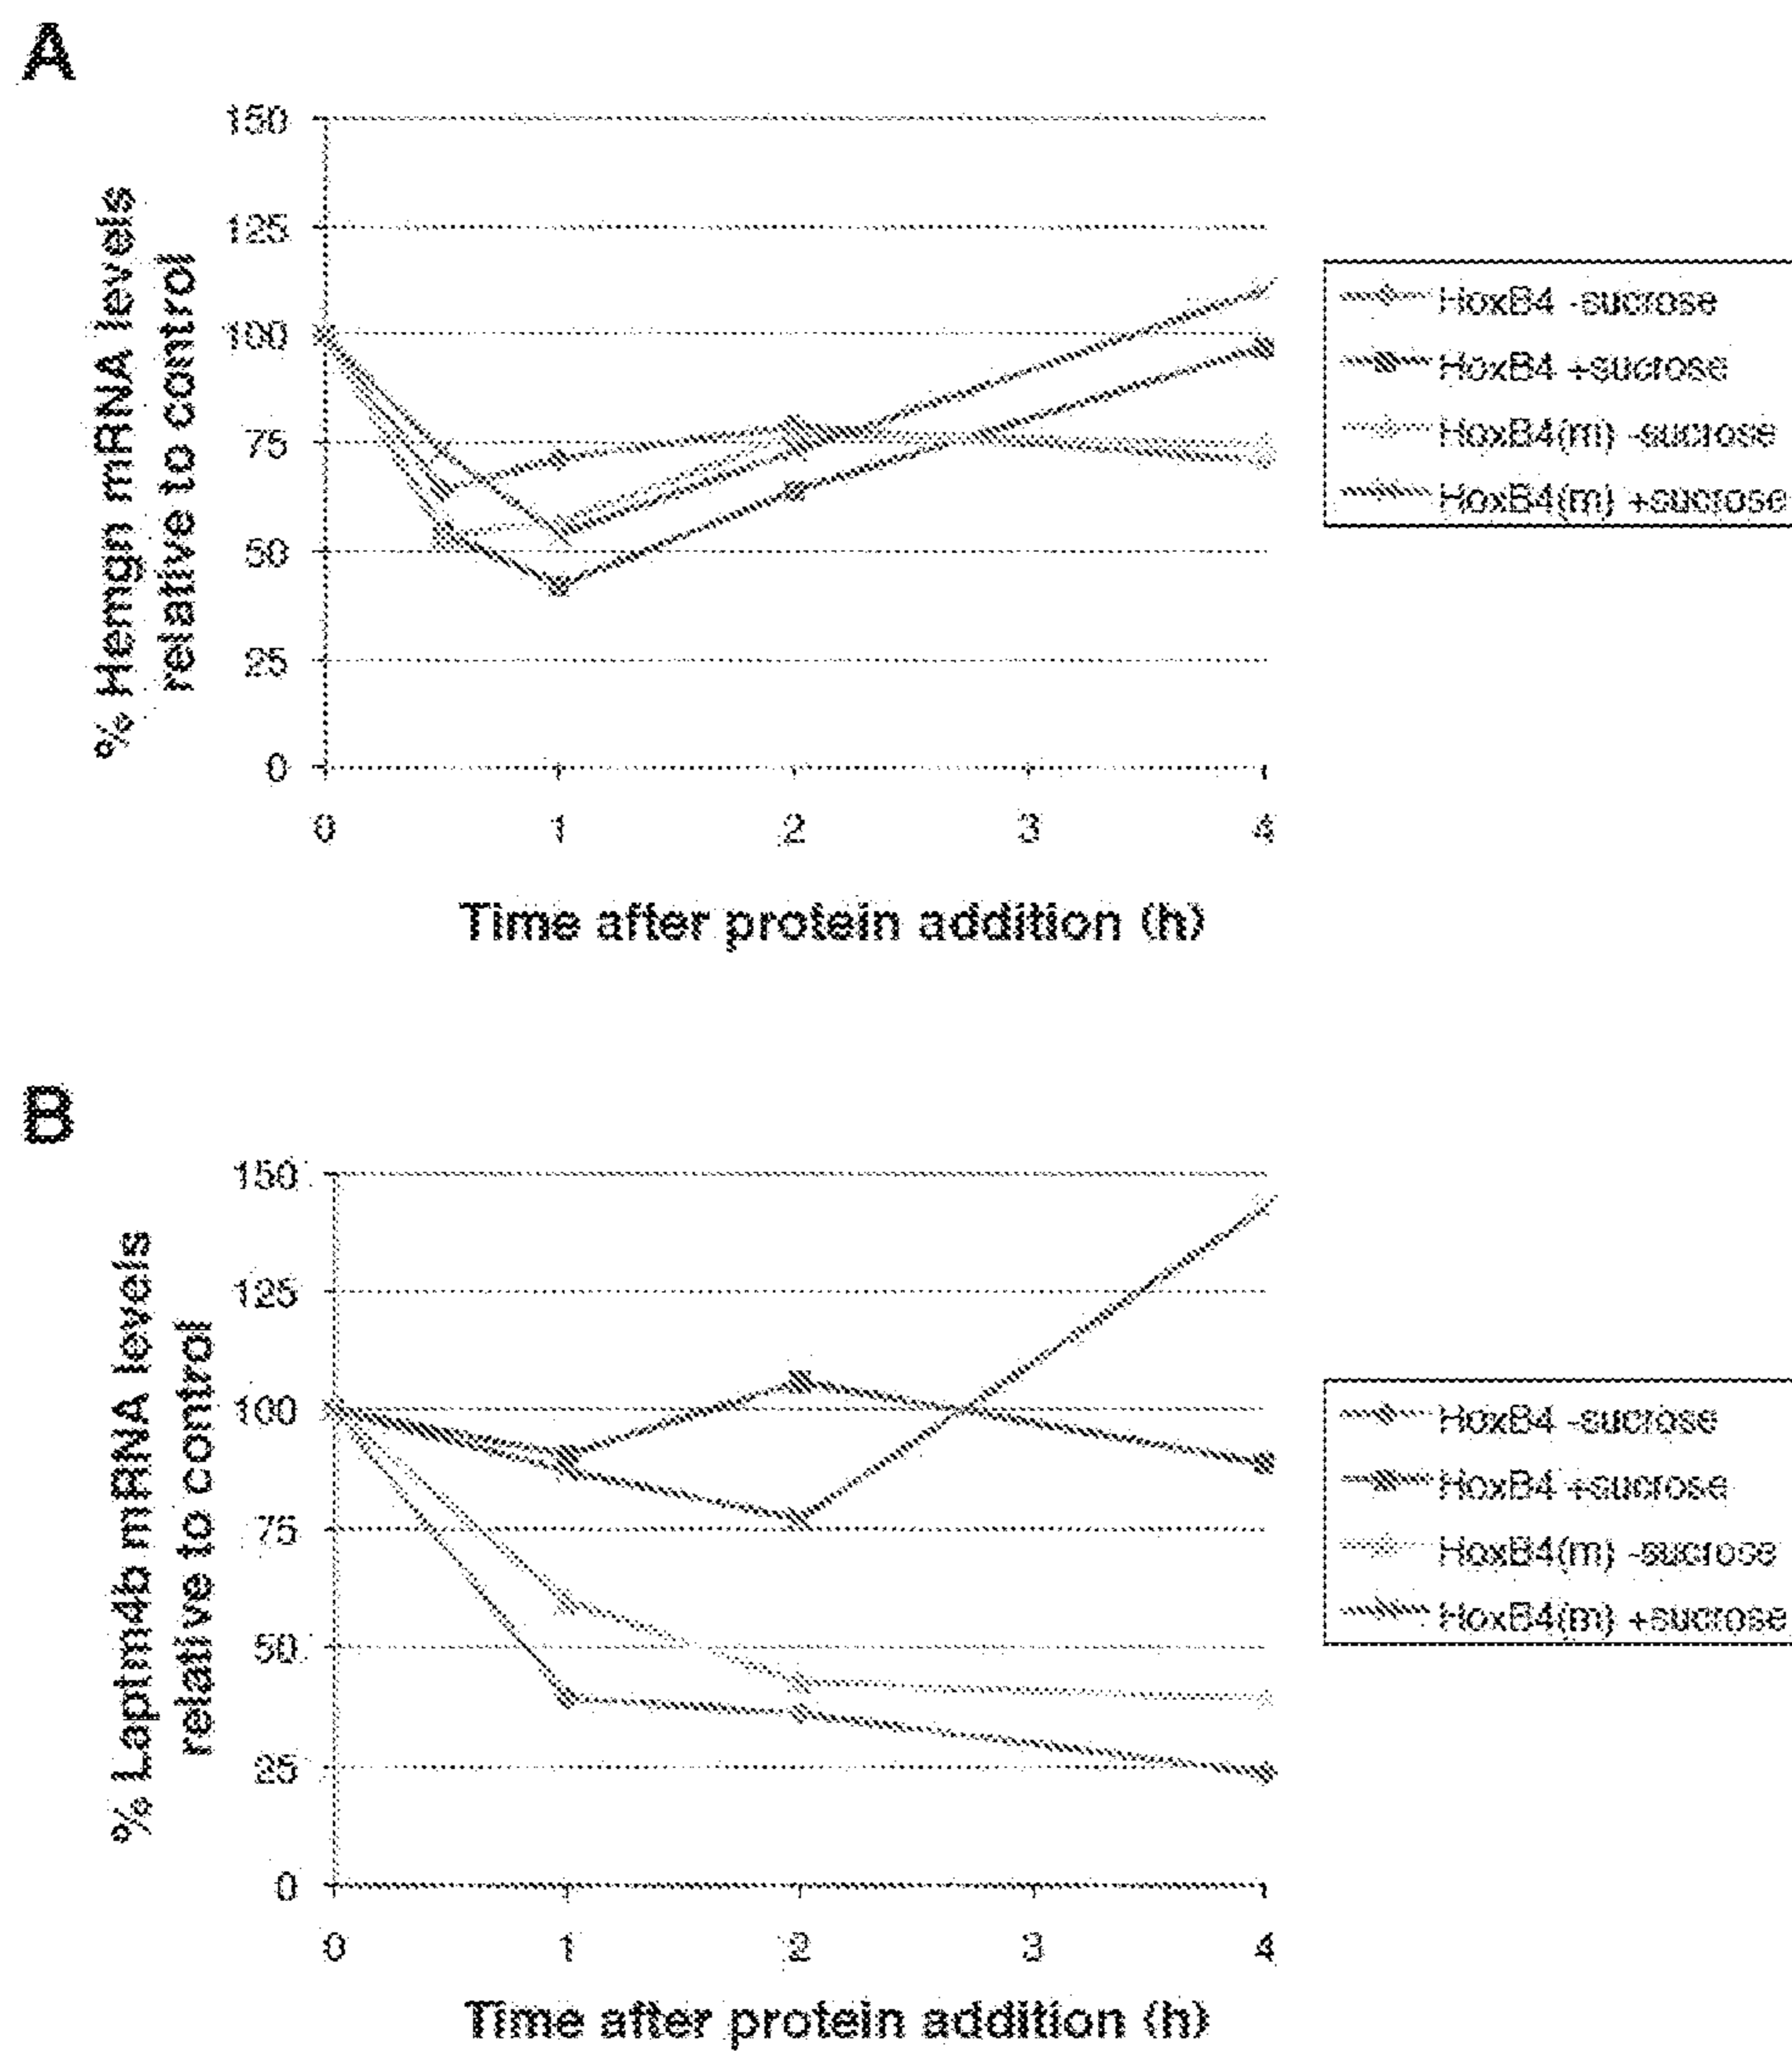 A
150
125
100
75
50
25
0
% Hemgn mRNA levels
relative to control
0 1 2 3 4
Time after protein addition (h)
HoxB4 -sucrose
HoxB4 +sucrose
HoxB4(m) -sucrose
HoxB4(m) +sucrose
B
150
125
100
75
50
25
0
% Laptm4b mRNA levels
relative to control
0 1 2 3 4
Time after protein addition (h)
HoxB4 -sucrose
HoxB4 +sucrose
HoxB4(m) -sucrose
HoxB4(m) +sucrose